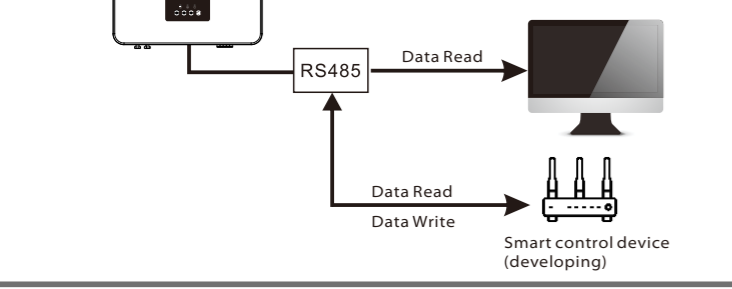 RS485
Data Read
Data Read
Data Write
Smart control device
(developing)